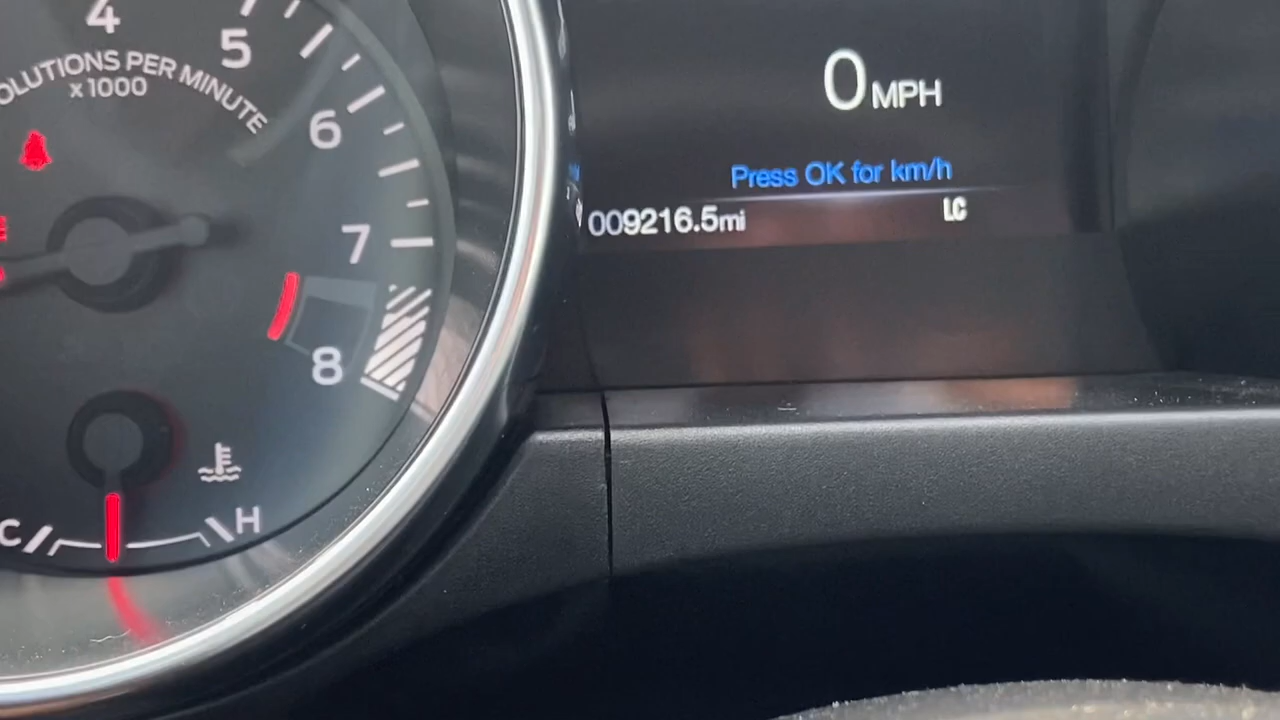 4
5
OLUTIONS PER MINUTE
x1000
6
7
8
C
H
0 MPH
Press OK for km/h
009216.5mi
LC